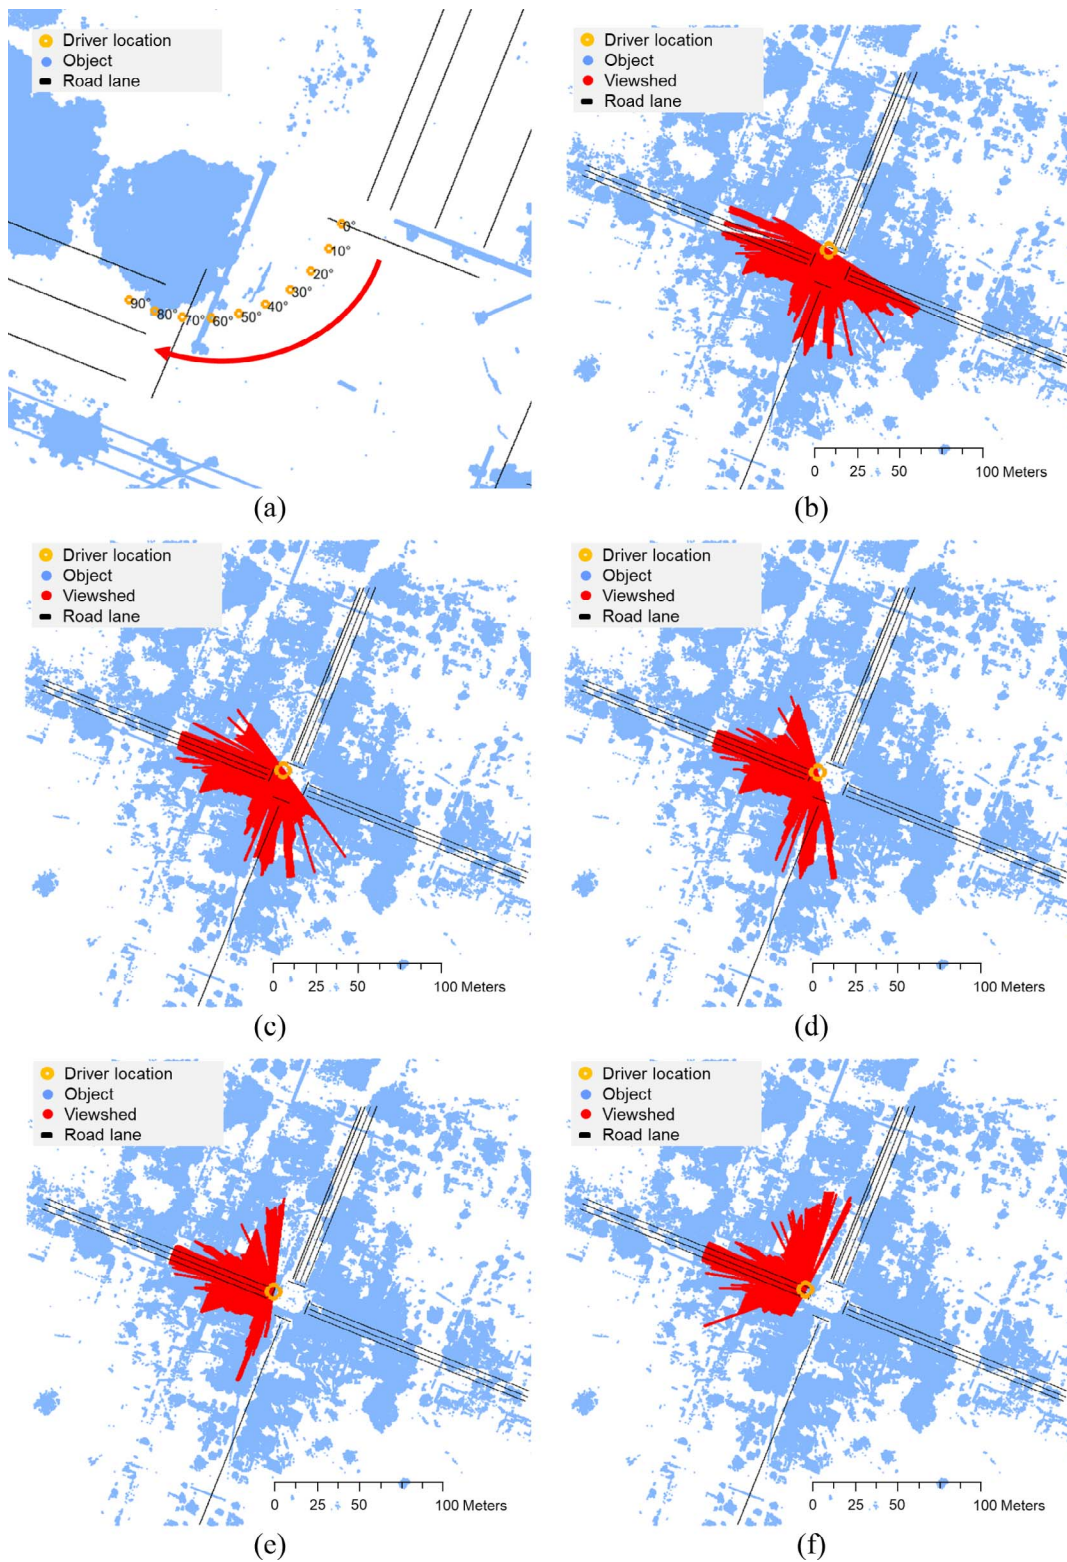 Driver location
Object
Road lane
0°
10°
20°
30°
40°
50°
60°
70°
80°
90°
(a)
Driver location
Object
Viewshed
Road lane
0 25 50 100 Meters
(b)
Driver location
Object
Viewshed
Road lane
0 25 50 100 Meters
(c)
Driver location
Object
Viewshed
Road lane
0 25 50 100 Meters
(d)
Driver location
Object
Viewshed
Road lane
0 25 50 100 Meters
(e)
Driver location
Object
Viewshed
Road lane
0 25 50 100 Meters
(f)